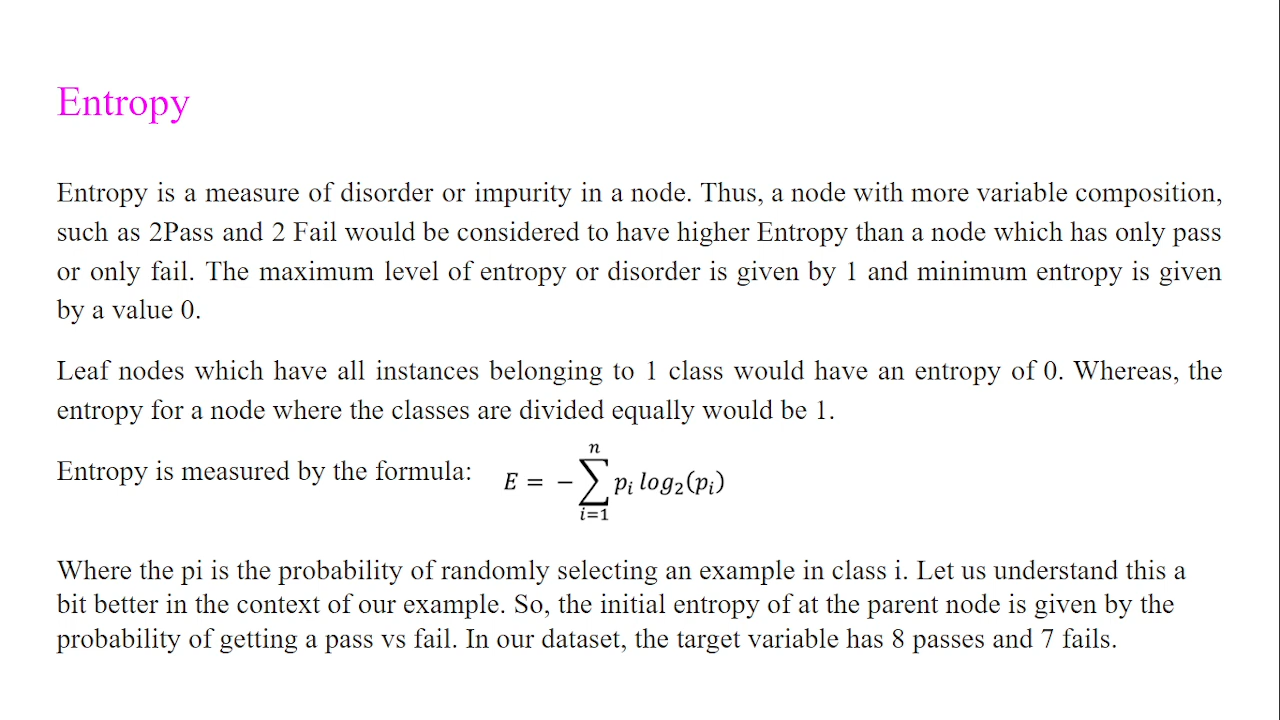 Entropy
Entropy is a measure of disorder or impurity in a node. Thus, a node with more variable composition,
such as 2Pass and 2 Fail would be considered to have higher Entropy than a node which has only pass
or only fail. The maximum level of entropy or disorder is given by 1 and minimum entropy is given
by a value 0.
Leaf nodes which have all instances belonging to 1 class would have an entropy of 0. Whereas, the
entropy for a node where the classes are divided equally would be 1.
Entropy is measured by the formula: E = − ∑ᵢ₌₁ⁿ pᵢ log₂(pᵢ)
Where the pi is the probability of randomly selecting an example in class i. Let us understand this a
bit better in the context of our example. So, the initial entropy of at the parent node is given by the
probability of getting a pass vs fail. In our dataset, the target variable has 8 passes and 7 fails.